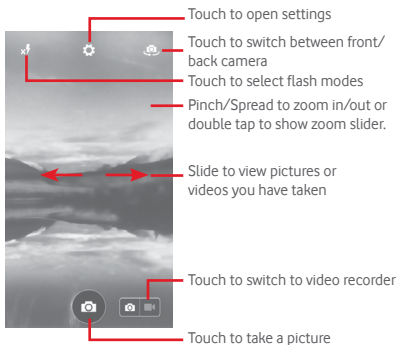 Touch to open settings
Touch to switch between front/
back camera
Touch to select flash modes
Pinch/Spread to zoom in/out or
double tap to show zoom slider.
Slide to view pictures or
videos you have taken
Touch to switch to video recorder
Touch to take a picture